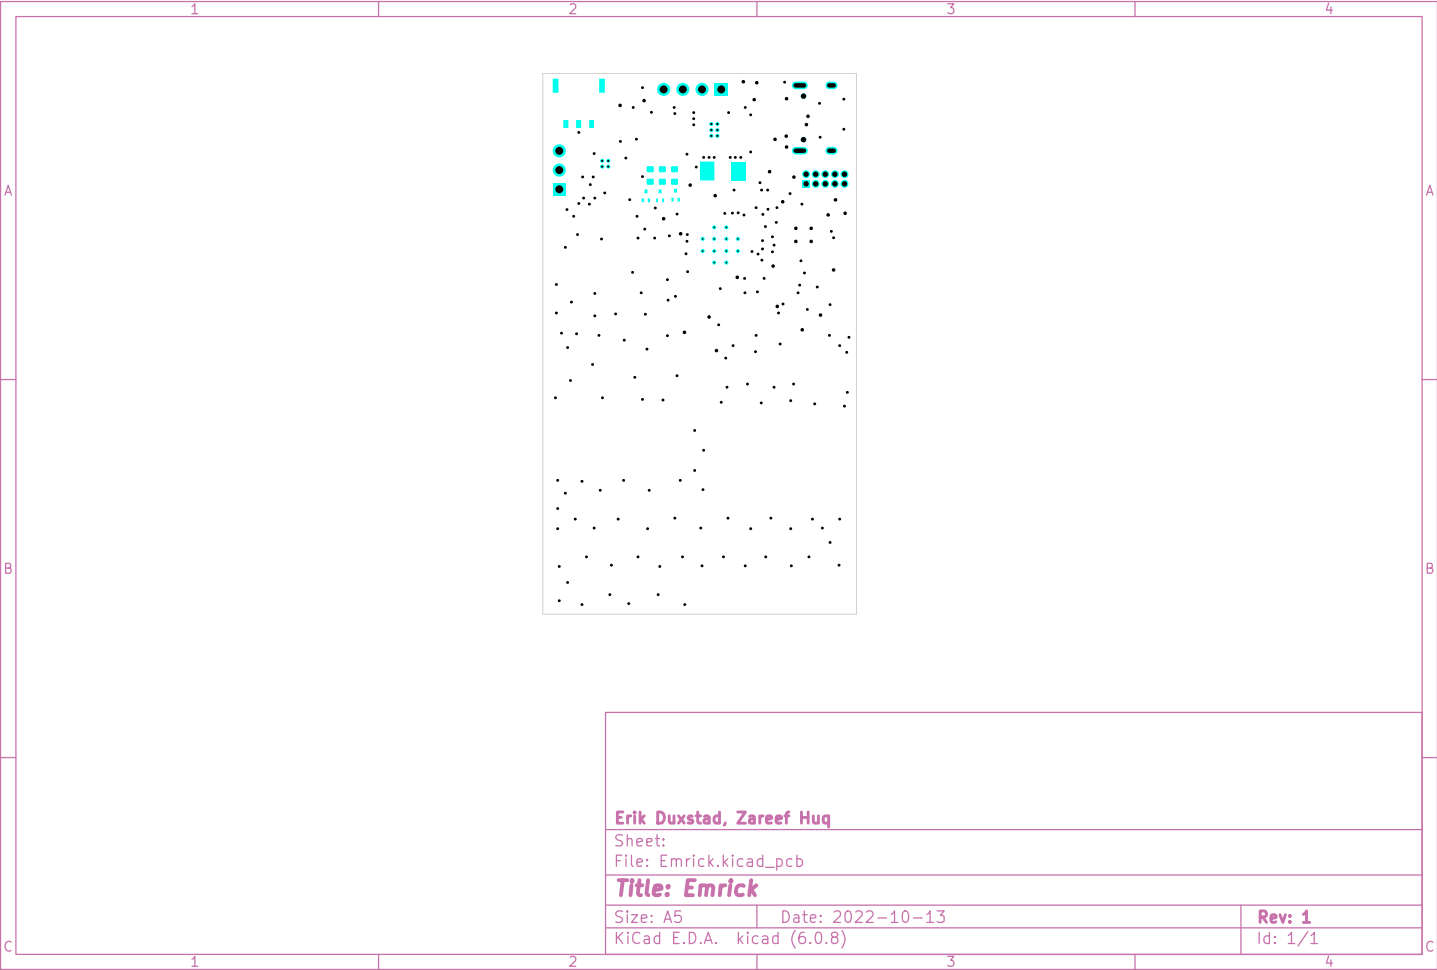 1 2 3 4
A A
B B
C C
Erik Duxstad, Zareef Huq
Sheet:
File: Emrick.kicad_pcb
Title: Emrick
Size: A5 Date: 2022-10-13 Rev: 1
KiCad E.D.A. kicad (6.0.8) Id: 1/1
1 2 3 4